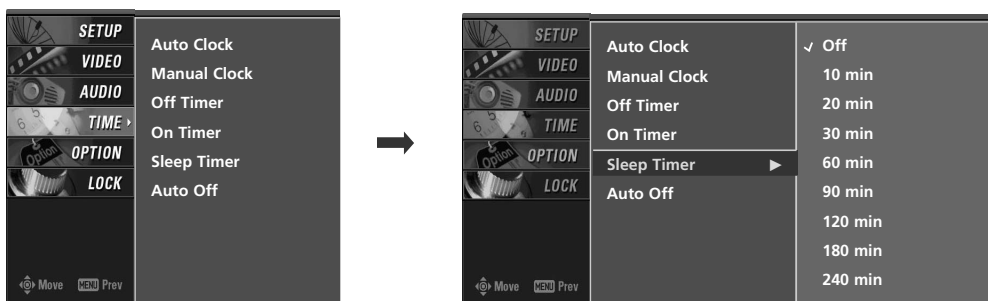 SETUP
VIDEO
AUDIO
TIME
Option OPTION
LOCK
Auto Clock
Manual Clock
Off Timer
On Timer
Sleep Timer
Auto Off
Move MENU Prev
SETUP
VIDEO
AUDIO
TIME
Option OPTION
LOCK
Auto Clock
Manual Clock
Off Timer
On Timer
Sleep Timer ►
Auto Off
✓ Off
10 min
20 min
30 min
60 min
90 min
120 min
180 min
240 min
Move MENU Prev